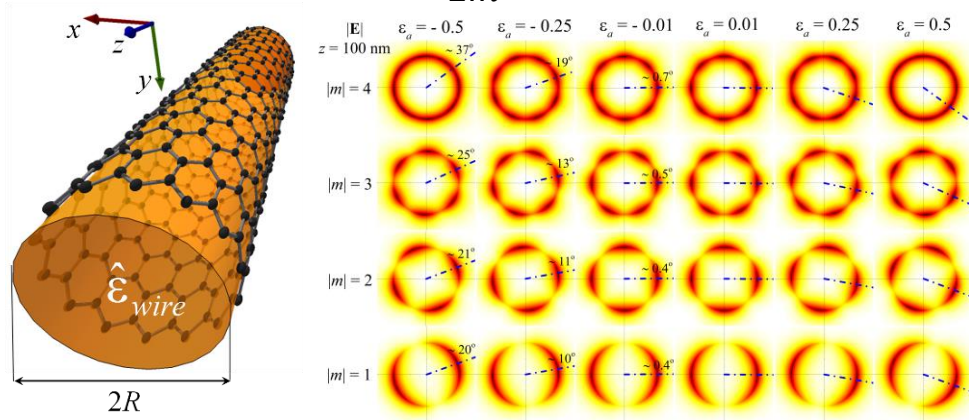 x
z
y
ε̂wire
2R
|E| εa = - 0.5 εa = - 0.25 εa = - 0.01 εa = 0.01 εa = 0.25 εa = 0.5
z = 100 nm
|m| = 4 ~ 37° ~ 19° ~ 0.7°
|m| = 3 ~ 25° ~ 13° ~ 0.5°
|m| = 2 ~ 21° ~ 11° ~ 0.4°
|m| = 1 ~ 20° ~ 10° ~ 0.4°